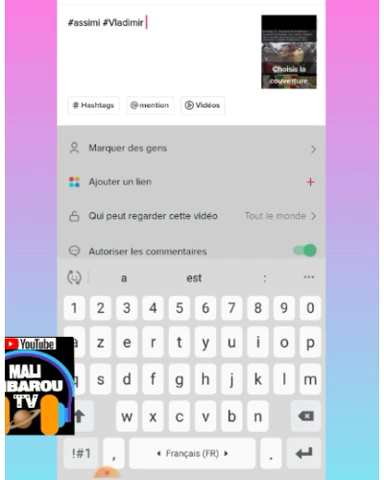 #assimi #Vladimir
Choisis la
couverture
# Hashtags @ mention Vidéos
Marquer des gens
Ajouter un lien
Qui peut regarder cette vidéo Tout le monde
Autoriser les commentaires
a est :
1 2 3 4 5 6 7 8 9 0
a z e r t y u i o p
YouTube
q s d f g h j k l m
MALI
BAROU
TV
w x c v b n
!#1 , Français (FR) .